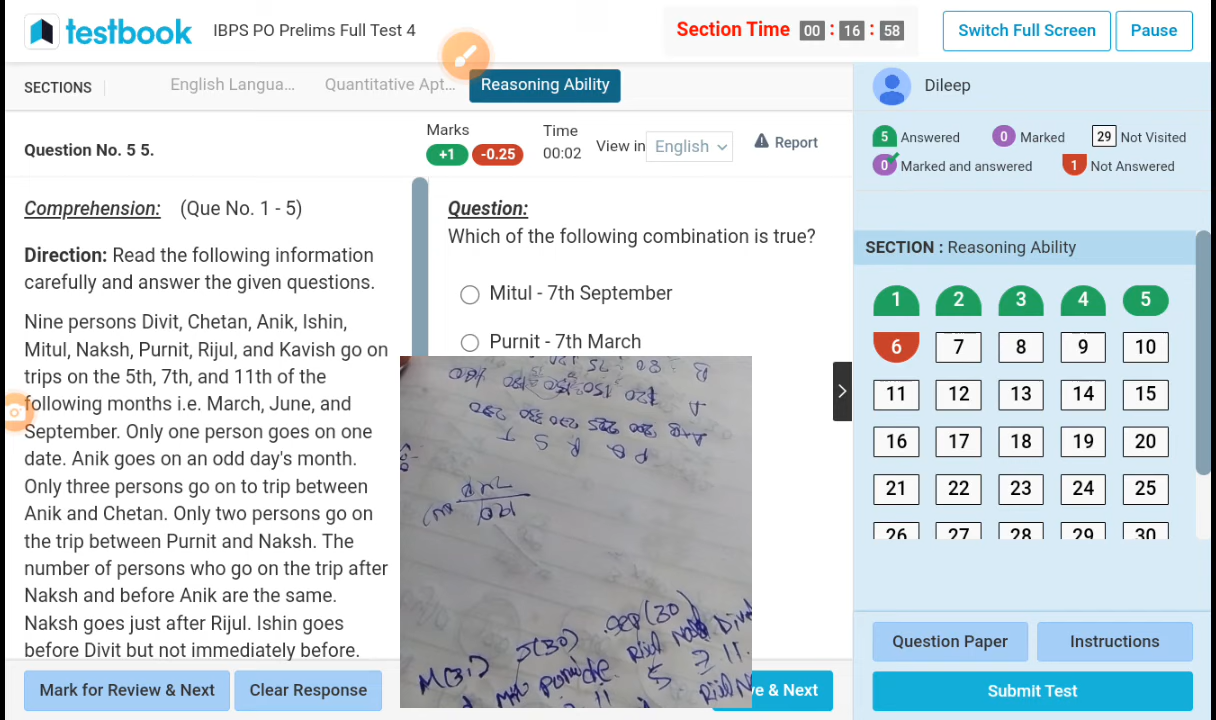 testbook IBPS PO Prelims Full Test 4
Section Time 00 : 16 : 58
Switch Full Screen
Pause
SECTIONS
English Langua...
Quantitative Apt...
Reasoning Ability
Dileep
Question No. 5 5.
Marks
+1 -0.25
Time
00:02
View in English
Report
5 Answered
0 Marked
29 Not Visited
0 Marked and answered
1 Not Answered
Comprehension: (Que No. 1 - 5)
Direction: Read the following information
carefully and answer the given questions.
Nine persons Divit, Chetan, Anik, Ishin,
Mitul, Naksh, Purnit, Rijul, and Kavish go on
trips on the 5th, 7th, and 11th of the
following months i.e. March, June, and
September. Only one person goes on one
date. Anik goes on an odd day's month.
Only three persons go on to trip between
Anik and Chetan. Only two persons go on
the trip between Purnit and Naksh. The
number of persons who go on the trip after
Naksh and before Anik are the same.
Naksh goes just after Rijul. Ishin goes
before Divit but not immediately before.
Question:
Which of the following combination is true?
Mitul - 7th September
Purnit - 7th March
M(31) J(30) sep(30)
5 7 11
SECTION : Reasoning Ability
1 2 3 4 5
6 7 8 9 10
11 12 13 14 15
16 17 18 19 20
21 22 23 24 25
26 27 28 29 30
Mark for Review & Next
Clear Response
e & Next
Question Paper
Instructions
Submit Test